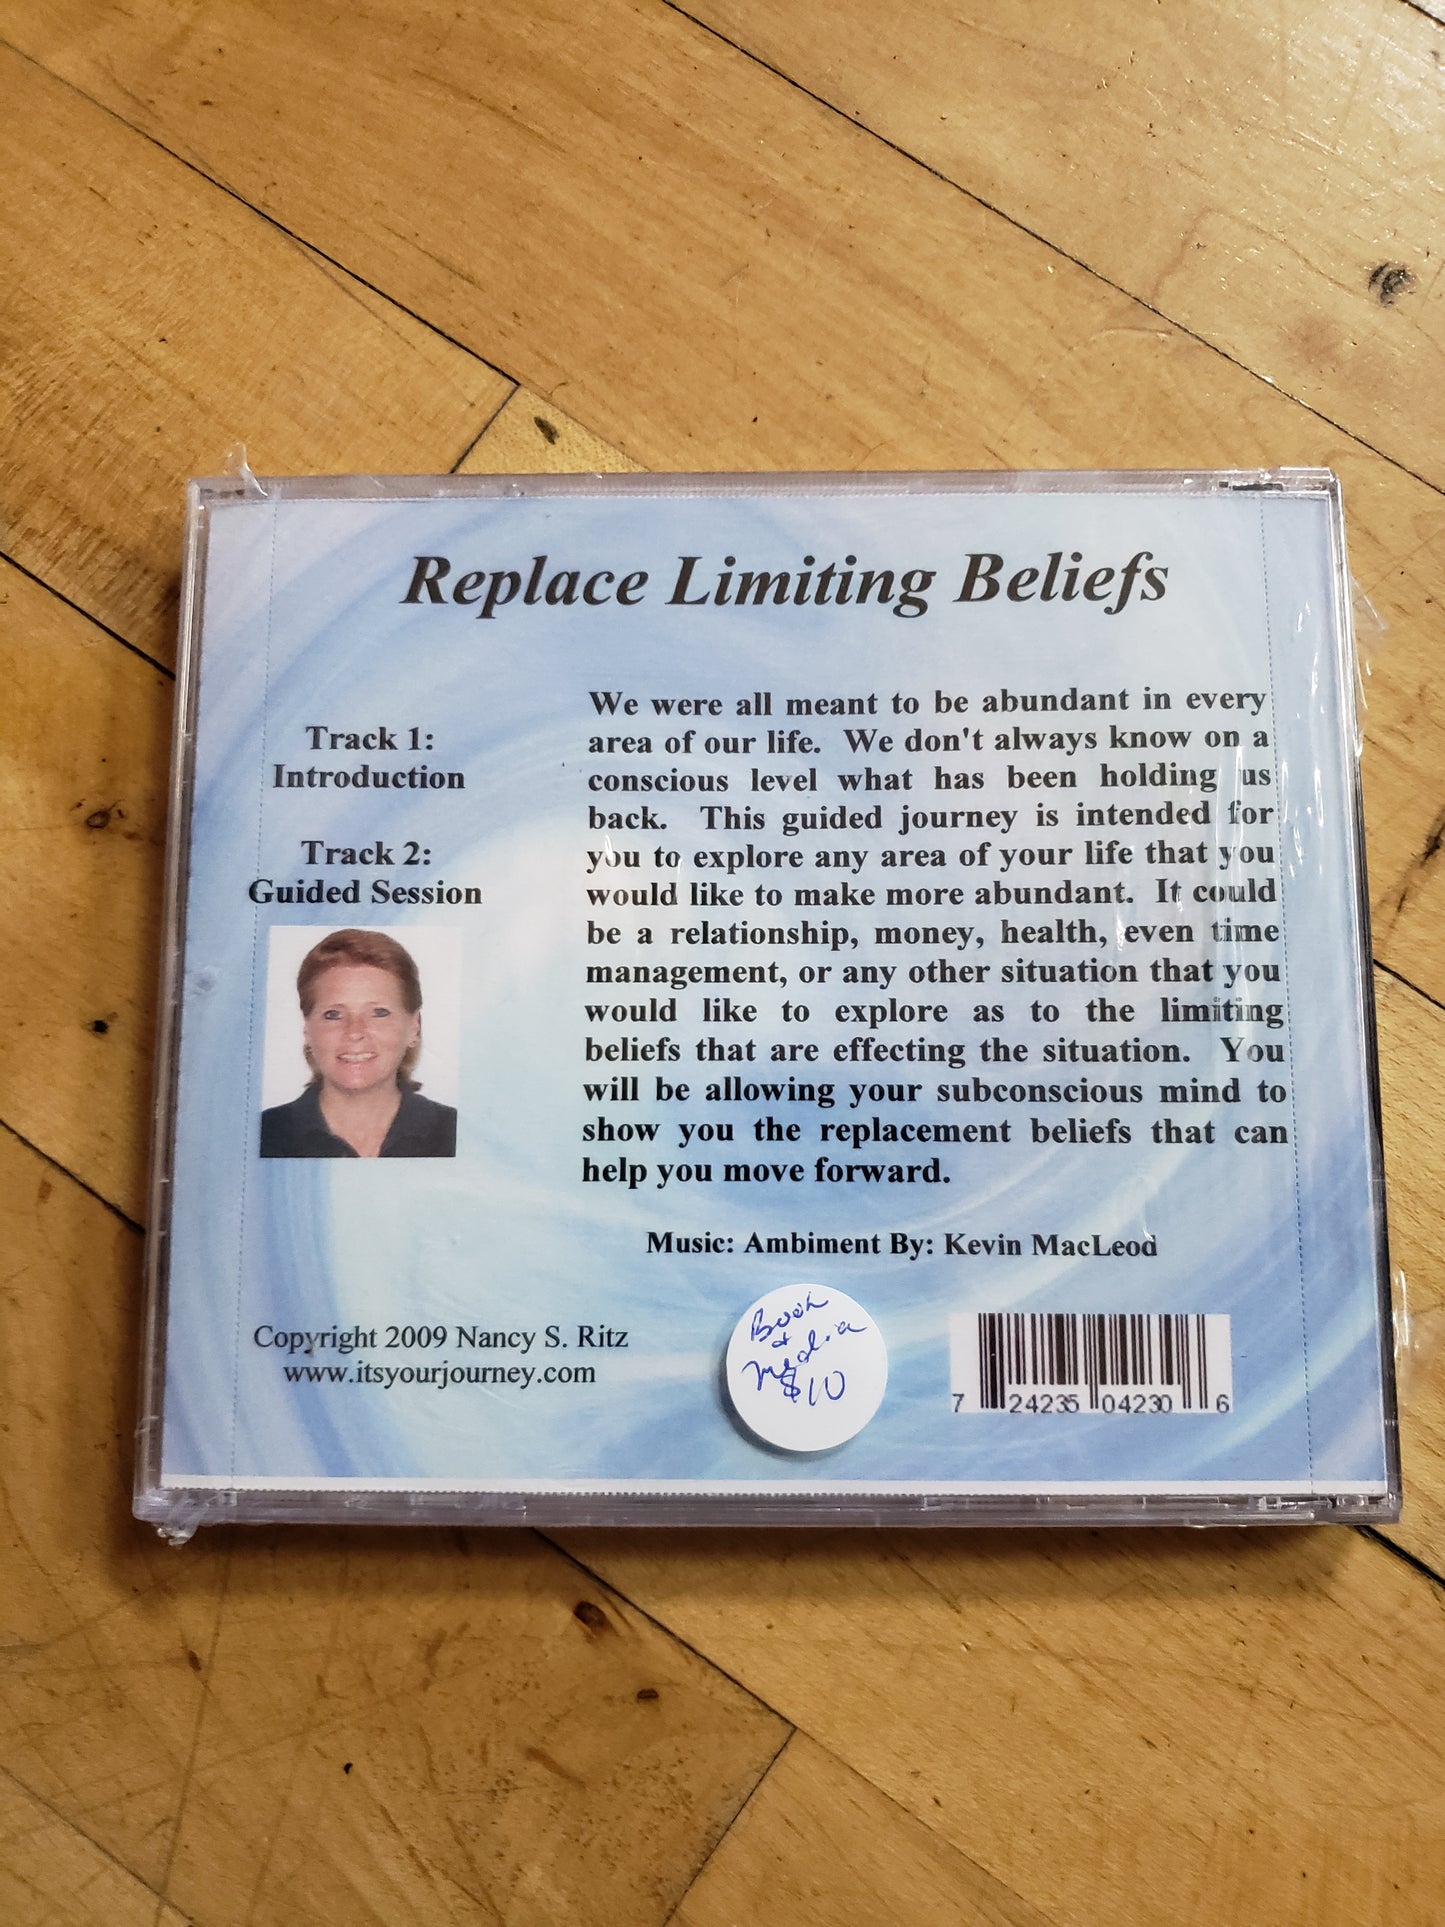 Replace Limiting Beliefs
Track 1:
Introduction
Track 2:
Guided Session
We were all meant to be abundant in every
area of our life. We don't always know on a
conscious level what has been holding us
back. This guided journey is intended for
you to explore any area of your life that you
would like to make more abundant. It could
be a relationship, money, health, even time
management, or any other situation that you
would like to explore as to the limiting
beliefs that are effecting the situation. You
will be allowing your subconscious mind to
show you the replacement beliefs that can
help you move forward.
Music: Ambiment By: Kevin MacLeod
Copyright 2009 Nancy S. Ritz
www.itsyourjourney.com
Book
+
Media
$10
7 24235 04230 6